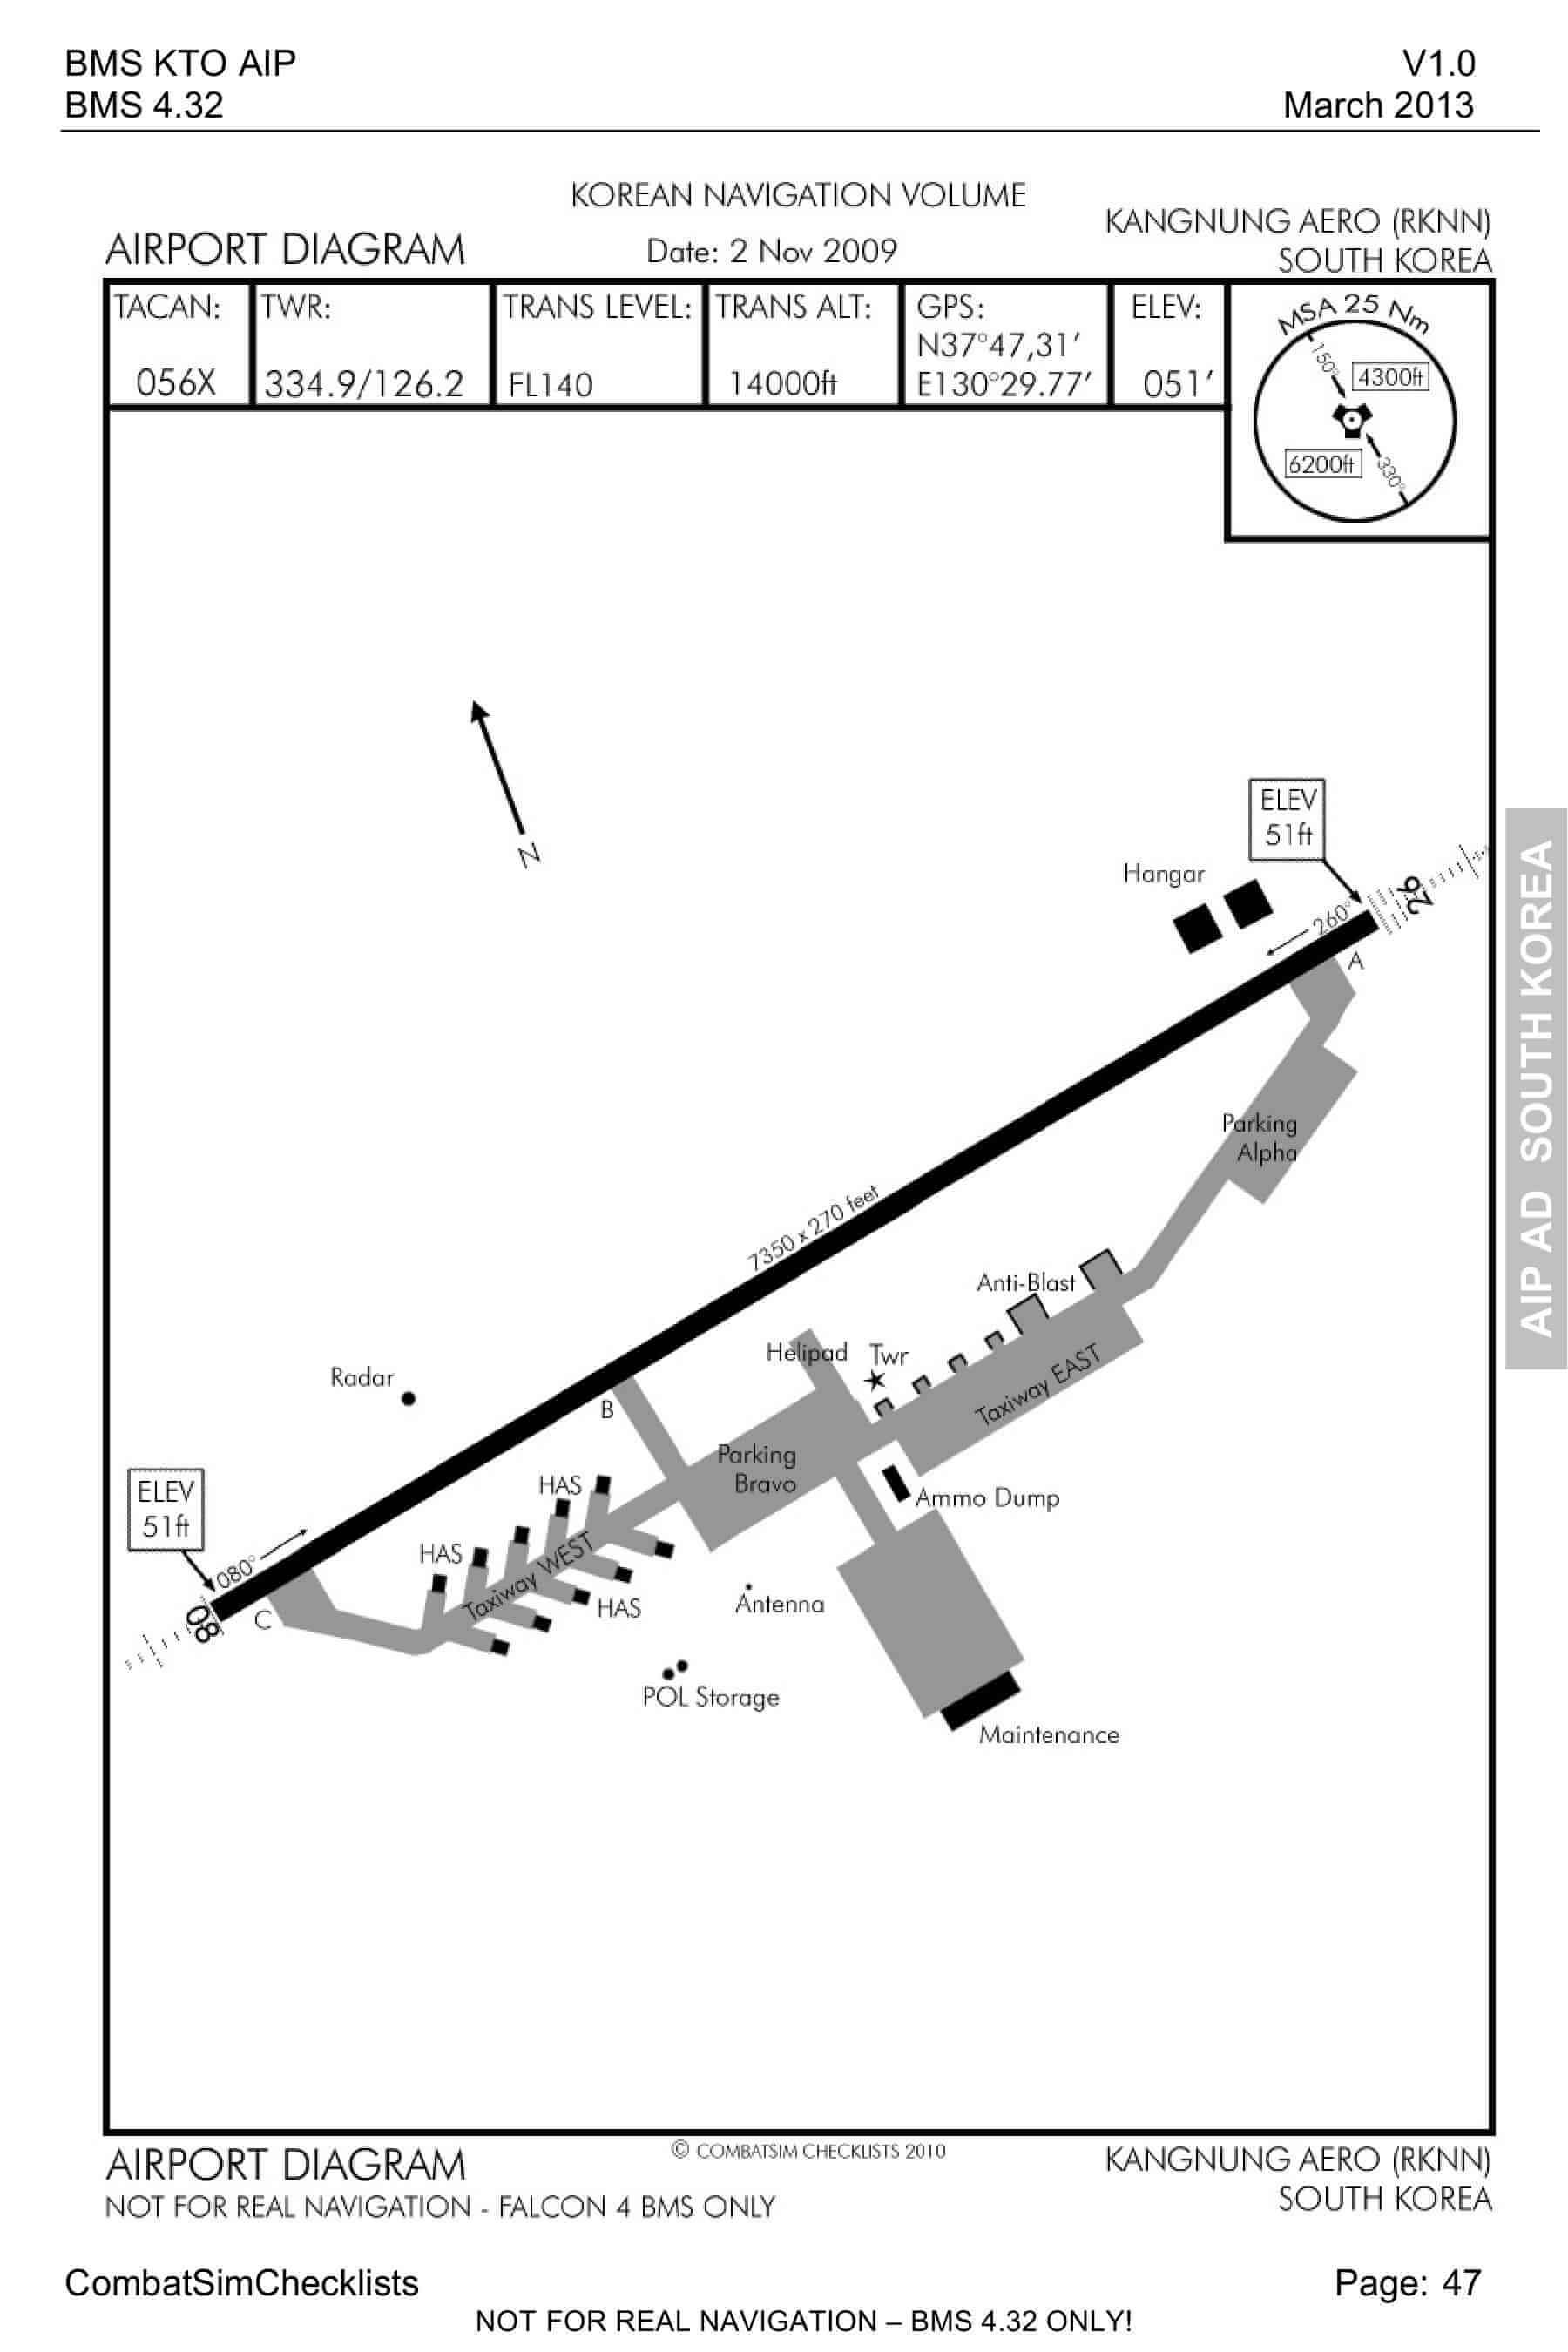 BMS KTO AIP
V1.0
BMS 4.32
March 2013
KOREAN NAVIGATION VOLUME
KANGNUNG AERO (RKNN)
AIRPORT DIAGRAM
Date: 2 Nov 2009
SOUTH KOREA
TACAN:
056X
TWR:
334.9/126.2
TRANS LEVEL:
FL140
TRANS ALT:
14000ft
GPS:
N37°47,31’
E130°29.77’
ELEV:
051’
MSA 25 Nm
150°
4300ft
6200ft
330°
N
ELEV
51ft
Hangar
26
260°
A
Parking
Alpha
7350 x 270 feet
Anti-Blast
Helipad
Twr
Taxiway EAST
Radar
B
Parking
Bravo
HAS
Ammo Dump
ELEV
51ft
HAS
Taxiway WEST
080°
08
C
HAS
Antenna
POL Storage
Maintenance
AIP AD SOUTH KOREA
© COMBATSIM CHECKLISTS 2010
AIRPORT DIAGRAM
KANGNUNG AERO (RKNN)
NOT FOR REAL NAVIGATION - FALCON 4 BMS ONLY
SOUTH KOREA
CombatSimChecklists
Page: 47
NOT FOR REAL NAVIGATION – BMS 4.32 ONLY!